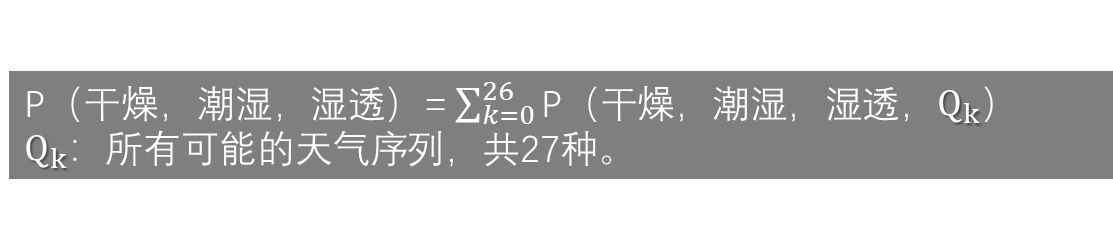 P（干燥，潮湿，湿透）=∑_{k=0}^{26} P（干燥，潮湿，湿透，Q_k）
Q_k：所有可能的天气序列，共27种。